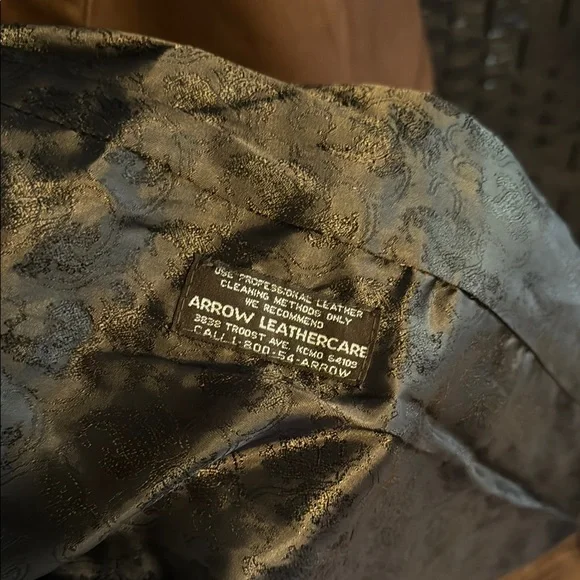 USE PROFESSIONAL LEATHER
CLEANING METHODS ONLY
WE RECOMMEND
ARROW LEATHERCARE
3838 TROOST AVE. KCMO 64109
CALL 1-800-54-ARROW